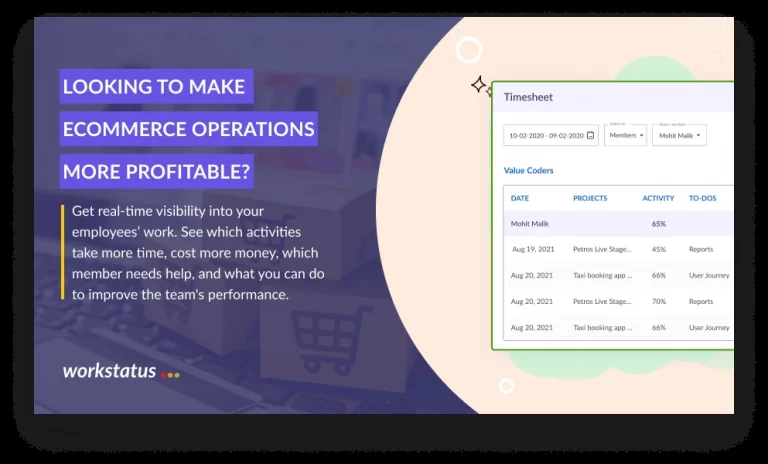 LOOKING TO MAKE
ECOMMERCE OPERATIONS
MORE PROFITABLE?
Get real-time visibility into your
employees' work. See which activities
take more time, cost more money, which
member needs help, and what you can do
to improve the team's performance.
workstatus
Timesheet
10-02-2020 - 09-02-2020 Members Mohit Malik
Value Coders
DATE PROJECTS ACTIVITY TO-DOS
Mohit Malik 65%
Aug 19, 2021 Petros Live Stage... 45% Reports
Aug 20, 2021 Taxi booking app ... 66% User Journey
Aug 20, 2021 Petros Live Stage... 70% Reports
Aug 20, 2021 Taxi booking app ... 66% User Journey